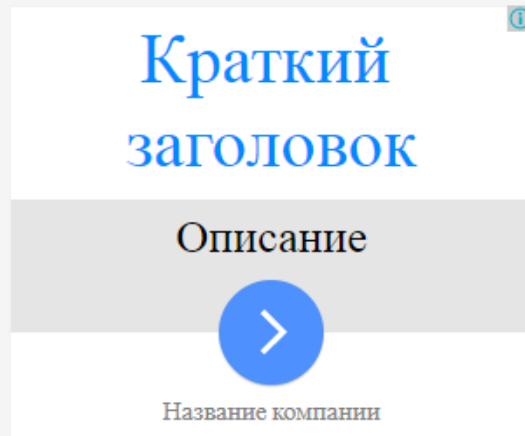 Краткий
заголовок
Описание
Название компании